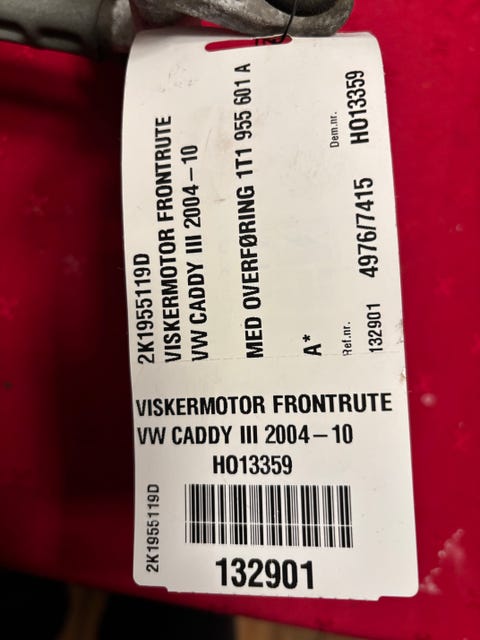 2K1955119D
VISKERMOTOR FRONTRUTE
VW CADDY III 2004-10
MED OVERFØRING 1T1 955 601 A
A*
Ref.nr. Dem.nr.
132901 4976/7415 HO13359
VISKERMOTOR FRONTRUTE
VW CADDY III 2004-10
HO13359
2K1955119D
132901